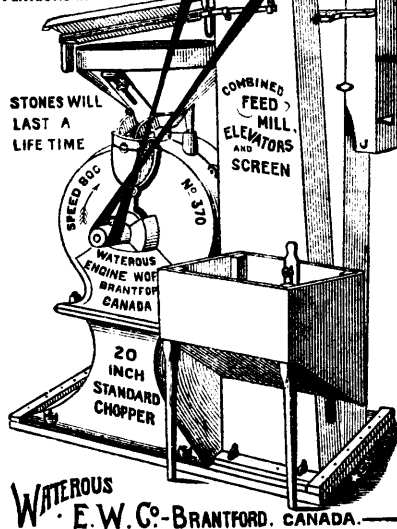 STONES WILL
LAST A
LIFE TIME
COMBINED
FEED
MILL,
ELEVATORS
AND
SCREEN
SPEED 800
Nº 370
WATEROUS
ENGINE WO
BRANTFO
CANADA
20
INCH
STANDARD
CHOPPER
WATEROUS
E. W. Cº.-BRANTFORD. CANADA.